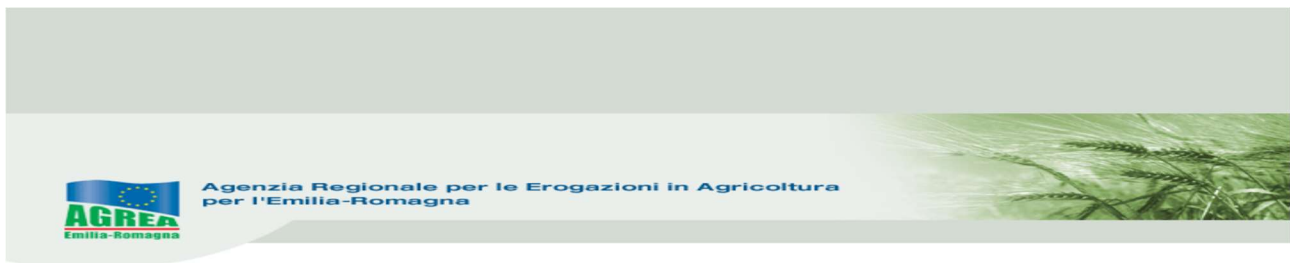 Agenzia Regionale per le Erogazioni in Agricoltura
per l'Emilia-Romagna
AGREA
Emilia-Romagna